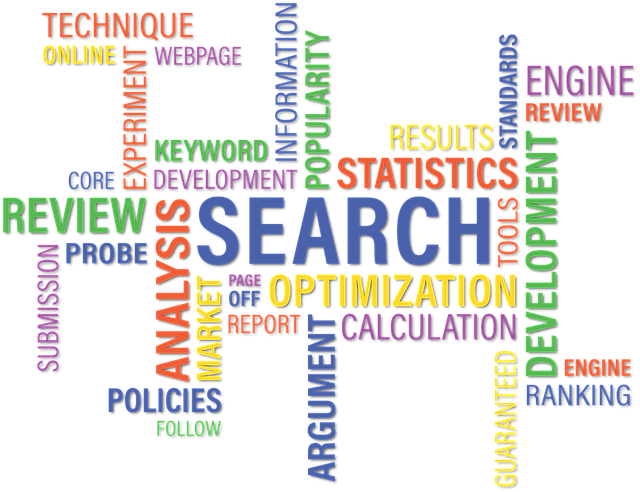 TECHNIQUE
ONLINE
WEBPAGE
EXPERIMENT
INFORMATION
POPULARITY
STANDARDS
ENGINE
REVIEW
KEYWORD
RESULTS
CORE
DEVELOPMENT
STATISTICS
REVIEW
SEARCH
TOOLS
DEVELOPMENT
PROBE
ANALYSIS
SUBMISSION
MARKET
PAGE
OFF
OPTIMIZATION
REPORT
ARGUMENT
CALCULATION
GUARANTEED
ENGINE
RANKING
POLICIES
FOLLOW